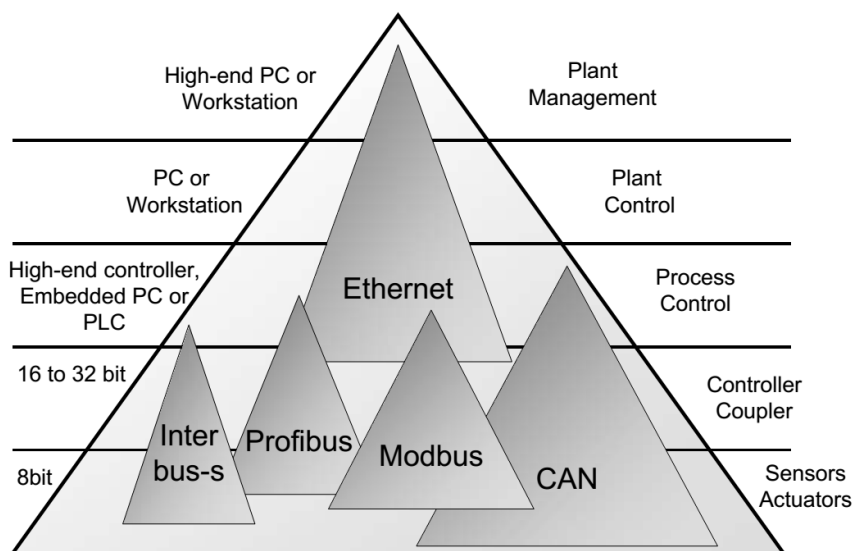 High-end PC or
Workstation
Plant
Management
PC or
Workstation
Plant
Control
High-end controller,
Embedded PC or
PLC
Ethernet
Process
Control
16 to 32 bit
Controller
Coupler
Inter
bus-s
Profibus
Modbus
CAN
8bit
Sensors
Actuators